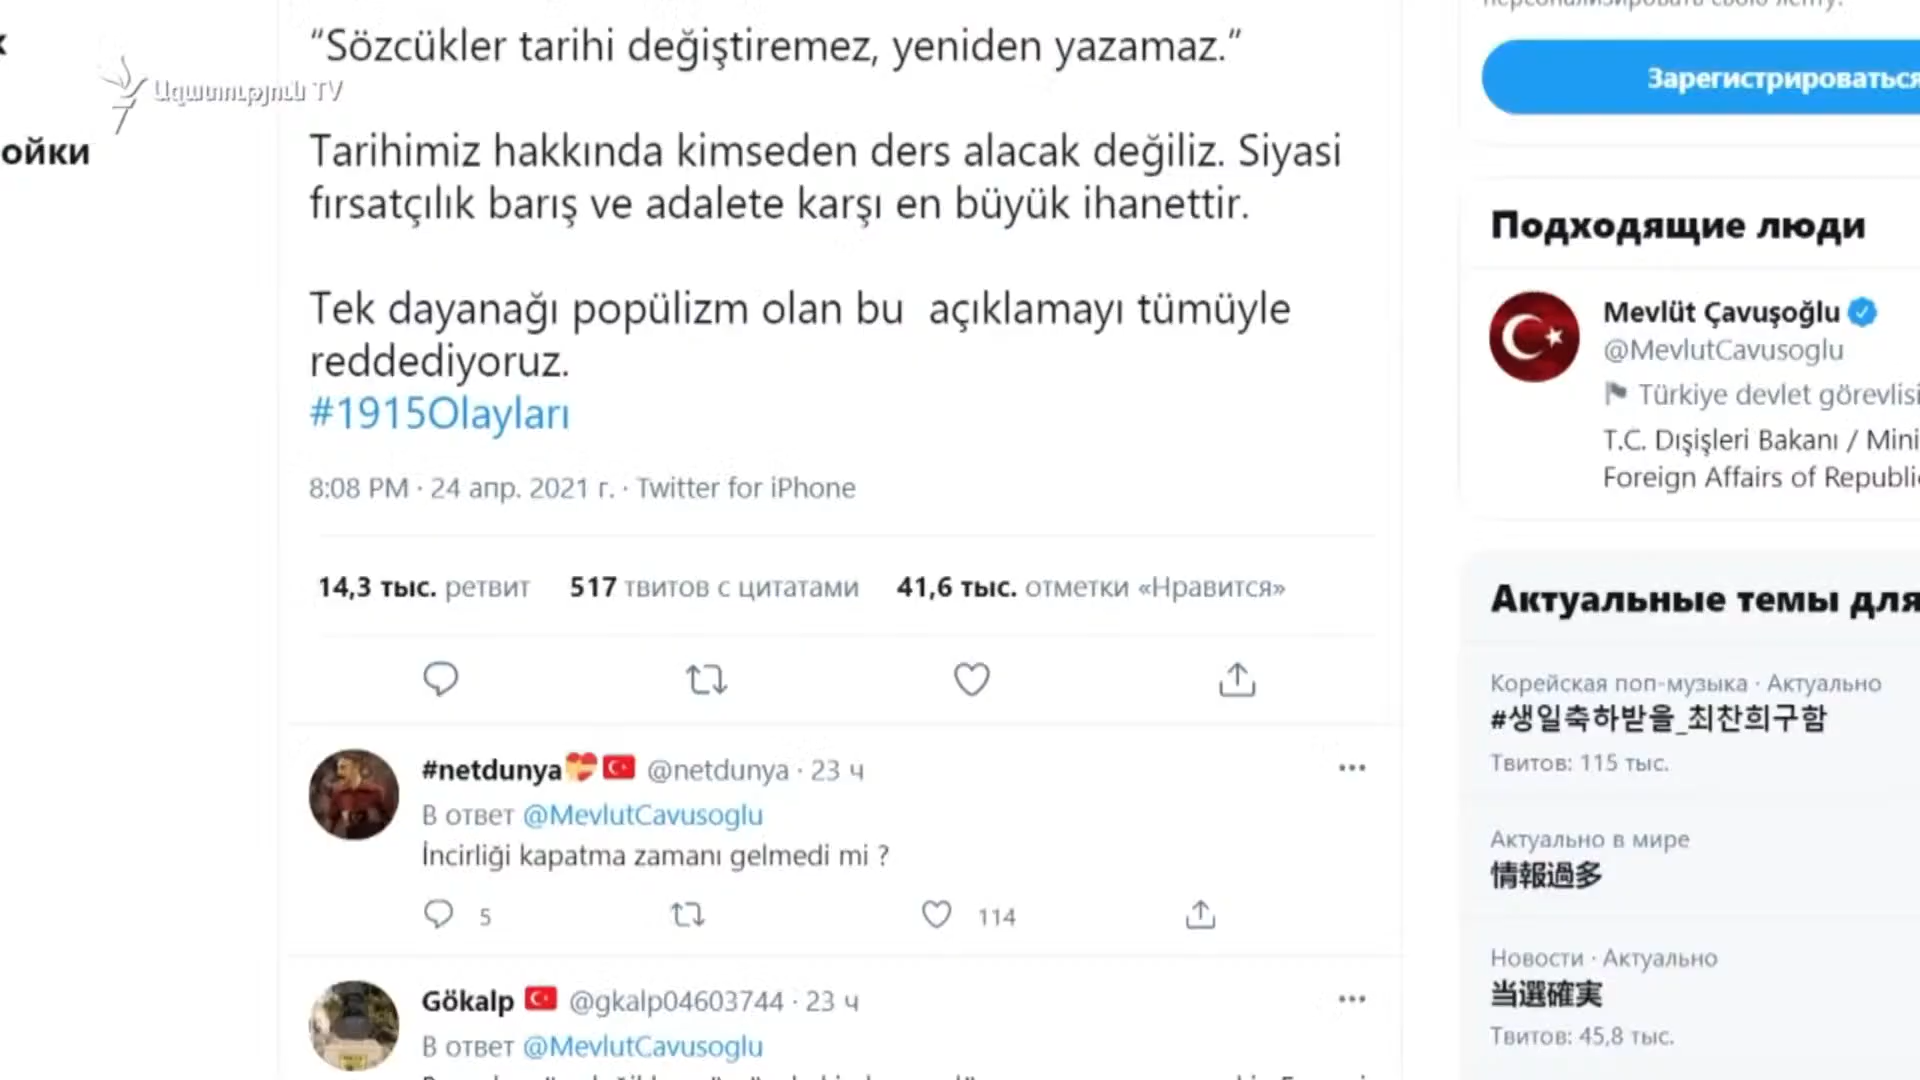 “Sözcükler tarihi değiştiremez, yeniden yazamaz.”
Ազատություն TV
ойки
Tarihimiz hakkında kimseden ders alacak değiliz. Siyasi
fırsatçılık barış ve adalete karşı en büyük ihanettir.
Tek dayanağı popülizm olan bu açıklamayı tümüyle
reddediyoruz.
#1915Olayları
8:08 PM · 24 апр. 2021 г. · Twitter for iPhone
14,3 тыс. ретвит 517 твитов с цитатами 41,6 тыс. отметки «Нравится»
#netdunya @netdunya · 23 ч
В ответ @MevlutCavusoglu
İncirliği kapatma zamanı gelmedi mi ?
5 114
Gökalp @gkalp04603744 · 23 ч
В ответ @MevlutCavusoglu
персонализировать свою ленту.
Зарегистрироваться
Подходящие люди
Mevlüt Çavuşoğlu
@MevlutCavusoglu
Türkiye devlet görevlisi
T.C. Dışişleri Bakanı / Mini
Foreign Affairs of Republi
Актуальные темы для
Корейская поп-музыка · Актуально
#생일축하받을_최찬희구함
Твитов: 115 тыс.
Актуально в мире
情報過多
Новости · Актуально
当選確実
Твитов: 45,8 тыс.